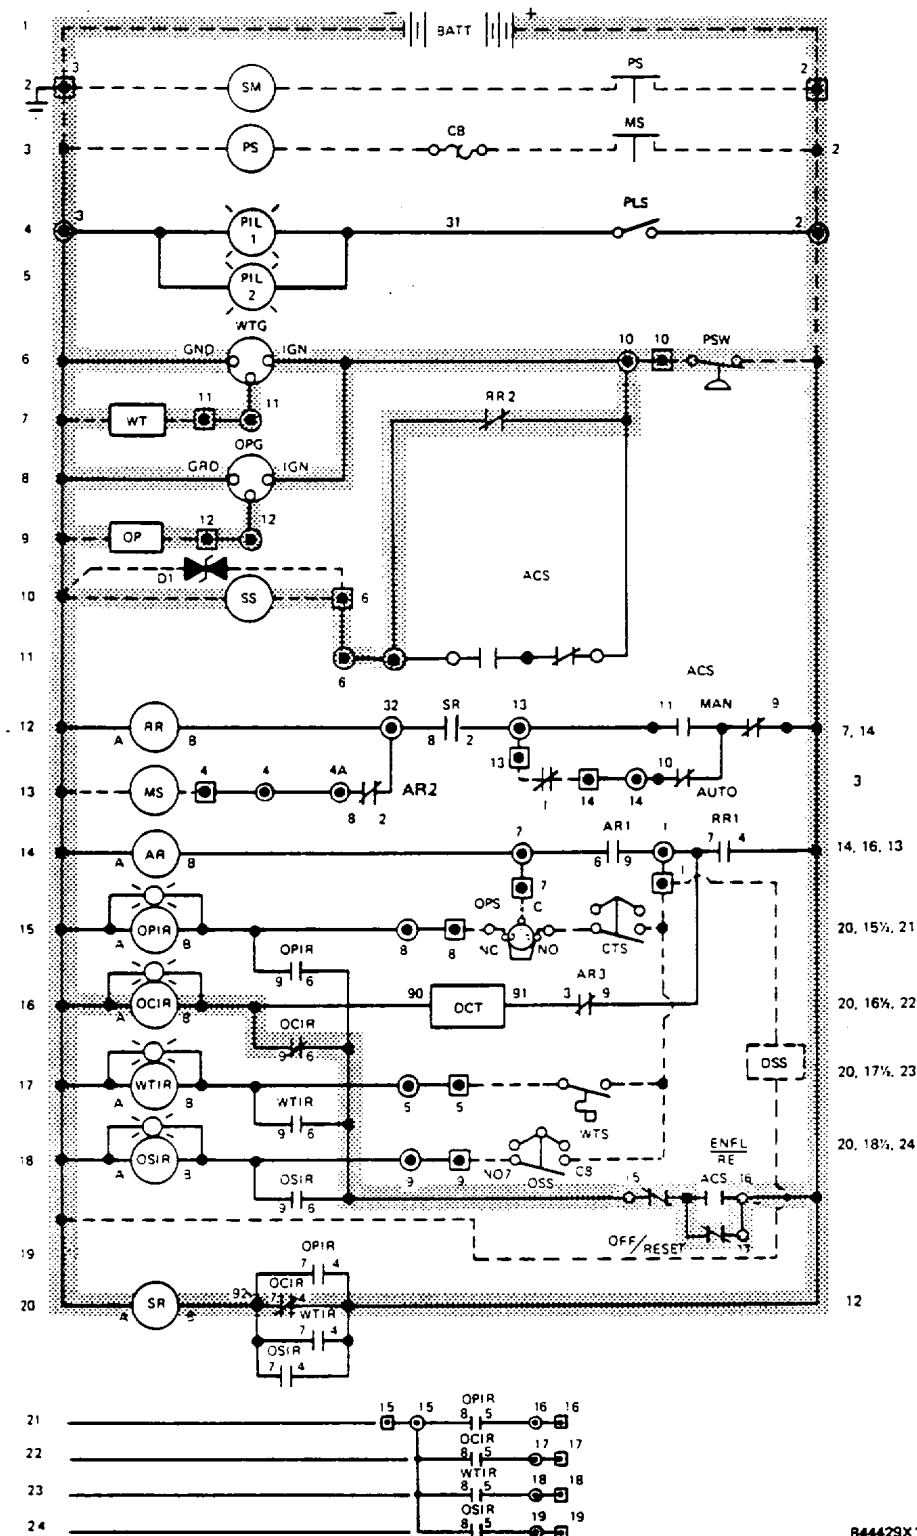 1 − BATT +
2 3 SM PS 2
3 PS CB MS 2
4 3 PIL 1 31 PLS 2
5 PIL 2
WTG
6 GND IGN 10 10 PSW
7 WT 11 11 RR2
OPG
8 GRD IGN
9 OP 12 12
D1 ACS
10 SS 6
11 6
ACS
12 A RR B 32 SR 8 2 13 11 MAN 9 7, 14
13 MS 4 4 4A 8 2 AR2 13 1 14 14 10 AUTO 3
14 A AR B 7 AR1 6 9 1 RR1 7 4 14, 16, 13
7 1
15 A OPIR B 8 8 OPS C NC NO CTS 20, 15½, 21
OPIR
9 6
16 A OCIR B 90 OCT 91 AR3 3 9 20, 16½, 22
OCIR
9 6
DSS
17 A WTIR B 5 5 WTS 20, 17½, 23
WTIR
9 6
18 A OSIR B 9 9 NO7 OSS C8 20, 18½, 24
ENFL
RE
OSIR
9 6 15 ACS 16
OFF/RESET 17
19
OPIR
7 4
OCIR
20 A SR B 92 7 4 12
WTIR
7 4
OSIR
7 4
OPIR
21 15 15 8 5 16 16
OCIR
22 8 5 17 17
WTIR
23 8 5 18 18
OSIR
24 8 5 19 19
844429X